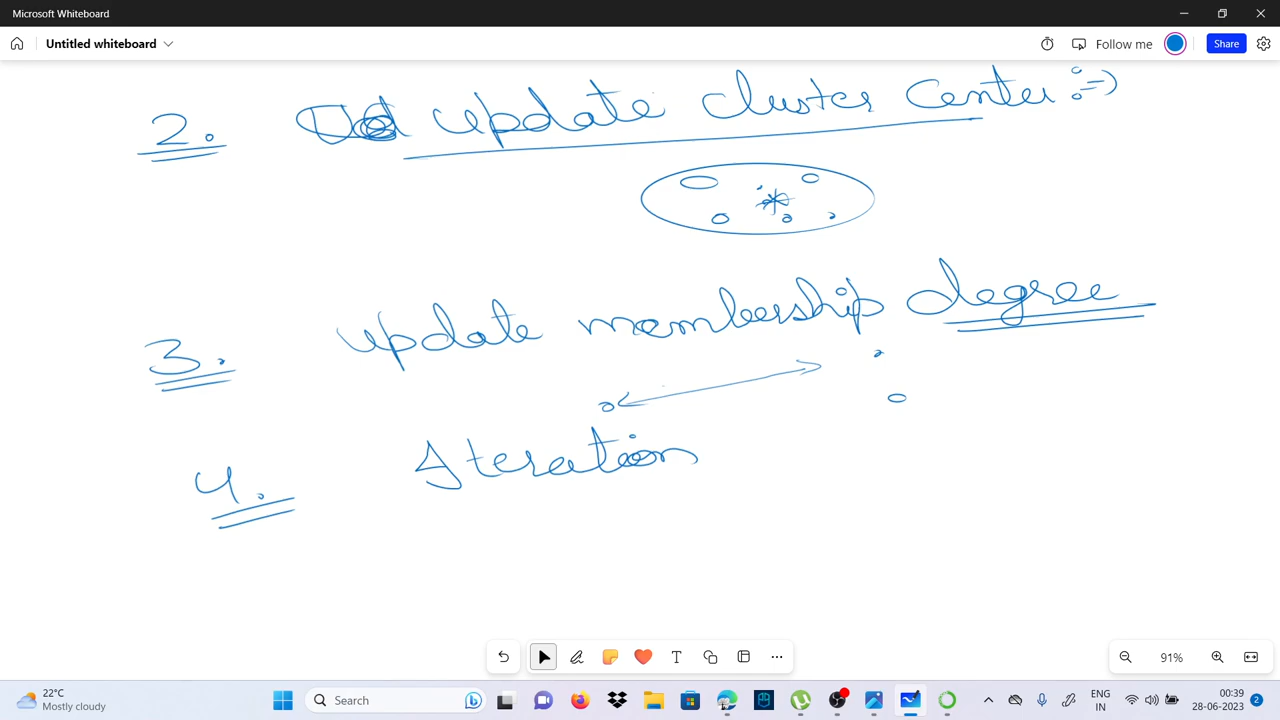 Microsoft Whiteboard
Untitled whiteboard
Follow me
Share
2. update cluster center :-)
3. update membership degree
4. Iteration
91%
22°C
Mostly cloudy
Search
ENG
IN
00:39
28-06-2023
2